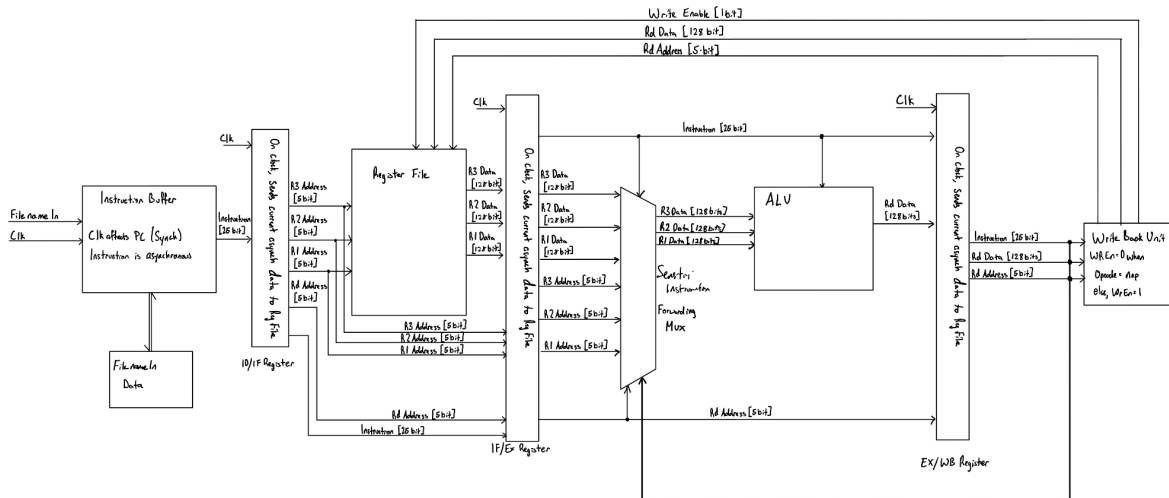 Write Enable [1bit]
Rd Data [128 bit]
Rd Address [5-bit]
Clk
Clk
Clk
Instruction [25 bit]
Register File
R3 Data
[128 bit]
R2 Data
[128 bit]
R1 Data
[128 bit]
On clock, sends current asynch data to Reg File
R3 Address
[5bit]
R2 Address
[5bit]
R1 Address
[5bit]
Rd Address
[5bit]
ID/IF Register
Filename In
Clk
Instruction Buffer
Clk affects PC (Synch)
Instruction is asynchronous
Instruction
[25 bit]
Filename In
Data
R3 Address [5bit]
R2 Address [5bit]
R1 Address [5bit]
Rd Address [5bit]
Instruction [25 bit]
On clock, sends current asynch data to Reg File
IF/Ex Register
R3 Data
[128 bit]
R2 Data
[128 bit]
R1 Data
[128 bit]
R3 Address [5bit]
R2 Address [5bit]
R1 Address [5bit]
R3 Data [128 bits]
R2 Data [128 bits]
R1 Data [128 bits]
Instruction
Forwarding
Mux
ALU
Rd Data
[128 bit]
Rd Address [5bit]
On clock, sends current asynch data to Reg File
EX/WB Register
Instruction [25 bit]
Rd Data [128 bits]
Rd Address [5 bit]
Write Back Unit
WREn=0 when
Opcode= nop
else, WrEn=1